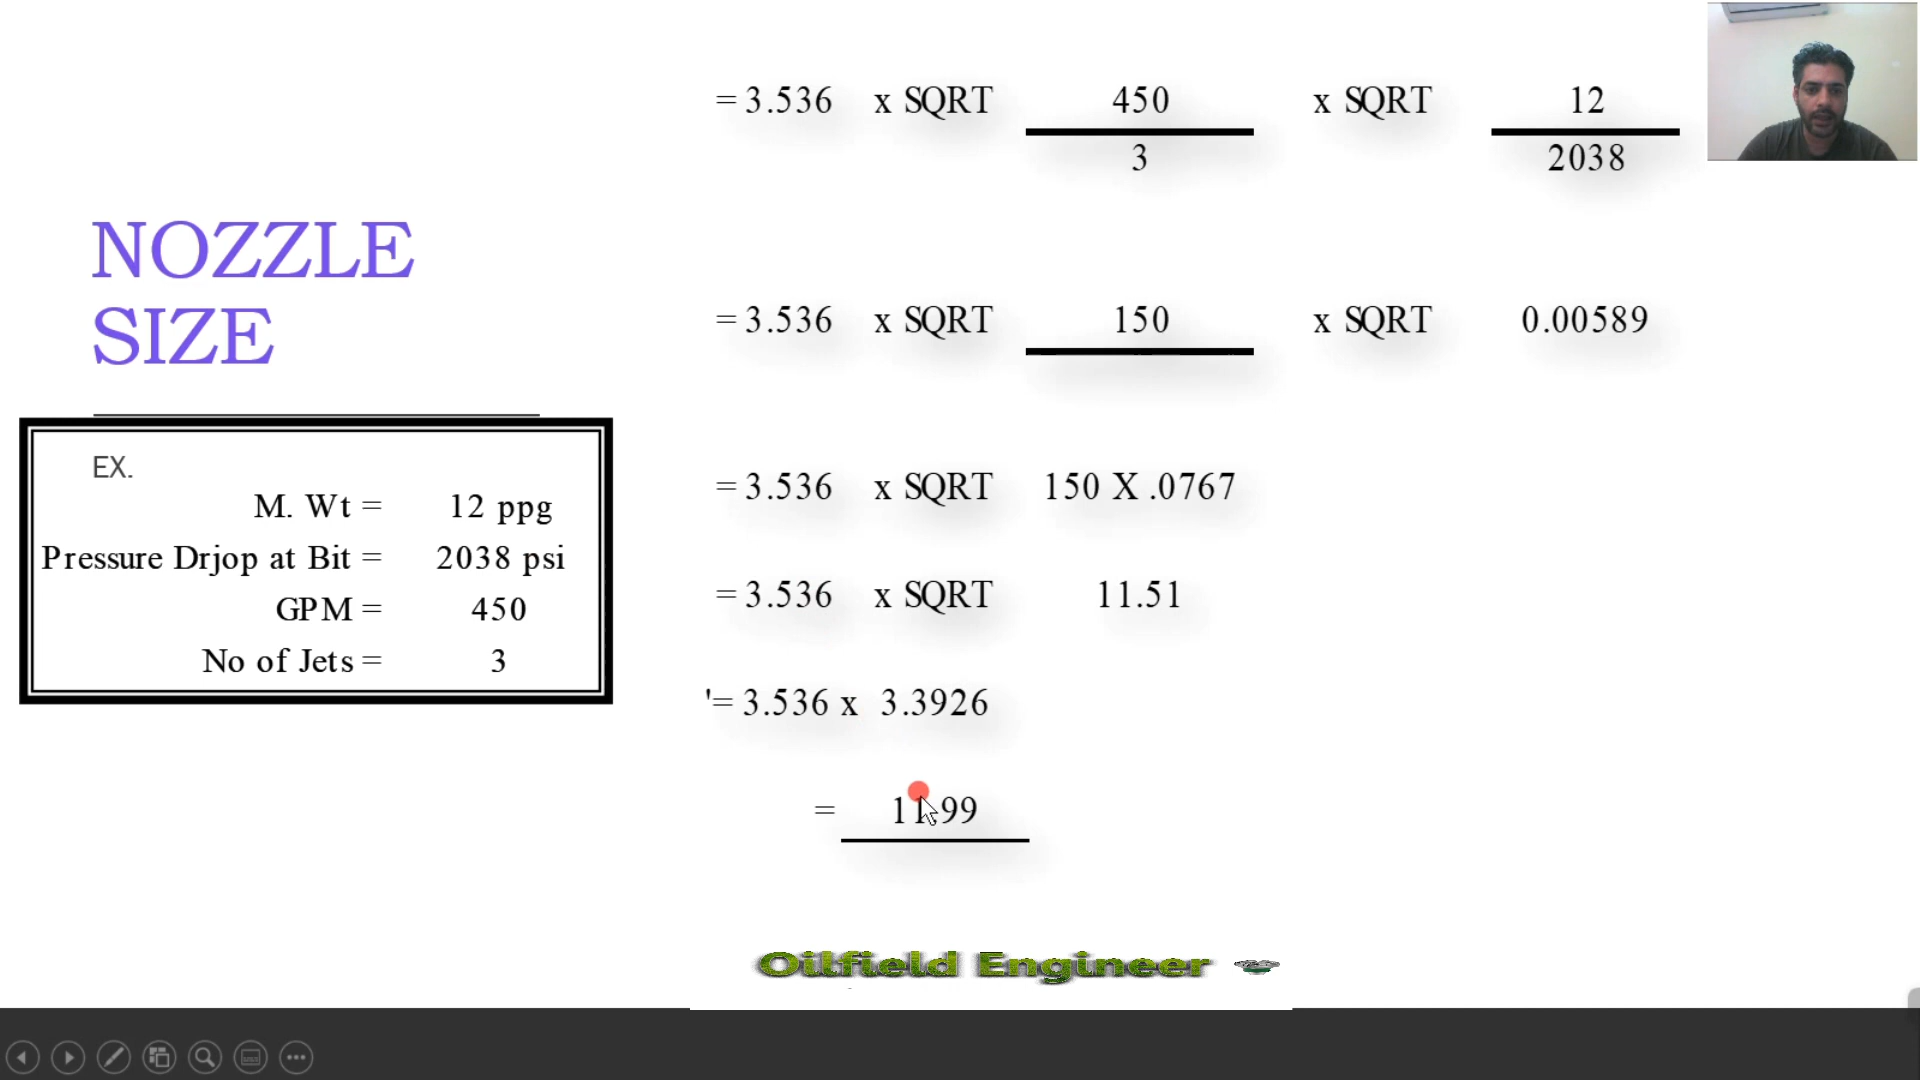 NOZZLE
SIZE
EX.
M. Wt = 12 ppg
Pressure Drjop at Bit = 2038 psi
GPM = 450
No of Jets = 3
= 3.536 x SQRT 450 x SQRT 12
3 2038
= 3.536 x SQRT 150 x SQRT 0.00589
= 3.536 x SQRT 150 X .0767
= 3.536 x SQRT 11.51
'= 3.536 x 3.3926
= 11.99
Oilfield Engineer